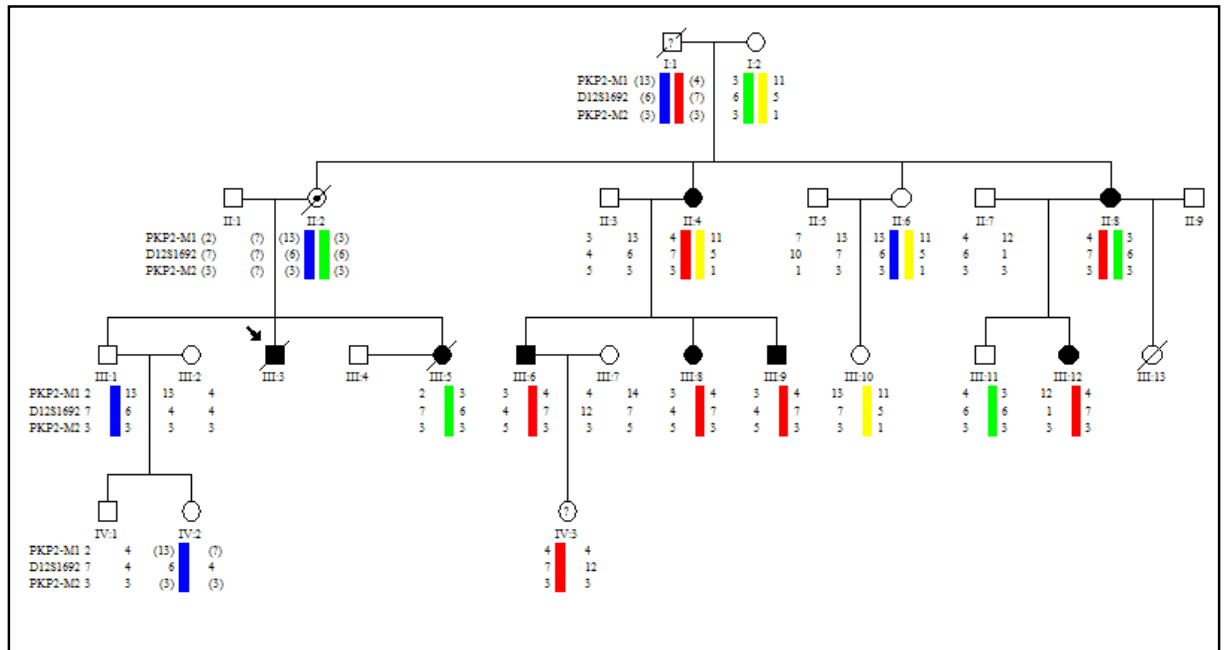 ?
I:1 I:2
PKP2-M1 (13) (4) 3 11
D12S1692 (6) (7) 6 5
PKP2-M2 (3) (3) 3 1
II:1 II:2 II:3 II:4 II:5 II:6 II:7 II:8 II:9
PKP2-M1 (2) (?) (13) (3) 3 13 4 11 7 13 13 11 4 12 4 3
D12S1692 (7) (?) (6) (6) 4 6 7 5 10 7 6 5 6 1 7 6
PKP2-M2 (3) (?) (3) (3) 5 3 3 1 1 3 3 1 3 3 3 3
III:1 III:2 III:3 III:4 III:5 III:6 III:7 III:8 III:9 III:10 III:11 III:12 III:13
PKP2-M1 2 13 13 4 2 3 3 4 4 14 3 4 3 4 13 11 4 3 12 4
D12S1692 7 6 4 4 7 6 4 7 12 7 4 7 4 7 7 5 6 6 1 7
PKP2-M2 3 3 3 3 3 3 5 3 3 5 5 3 5 3 3 1 3 3 3 3
?
IV:1 IV:2 IV:3
PKP2-M1 2 4 (13) (?) 4 4
D12S1692 7 4 6 4 7 12
PKP2-M2 3 3 (3) (3) 3 3